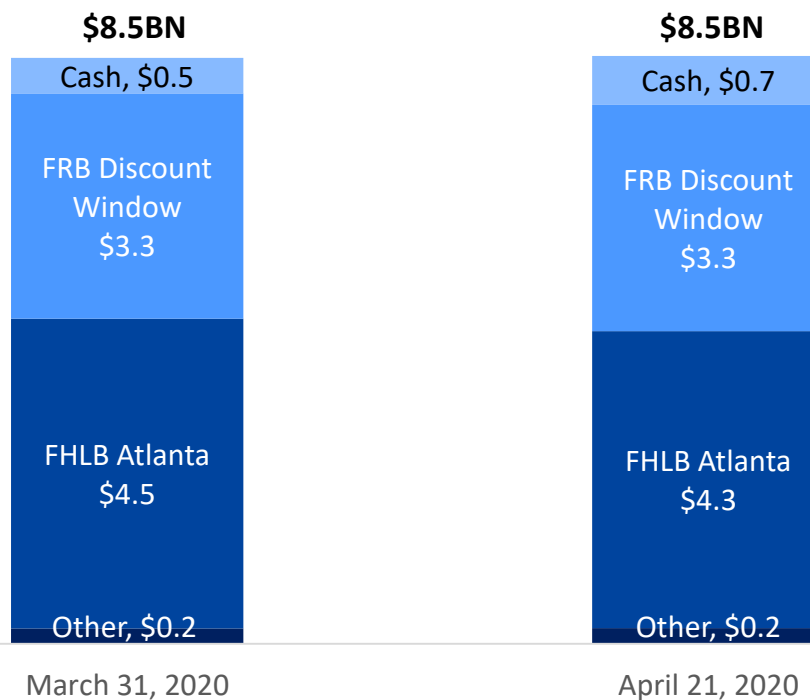 $8.5BN
Cash, $0.5
FRB Discount
Window
$3.3
FHLB Atlanta
$4.5
Other, $0.2
March 31, 2020
$8.5BN
Cash, $0.7
FRB Discount
Window
$3.3
FHLB Atlanta
$4.3
Other, $0.2
April 21, 2020